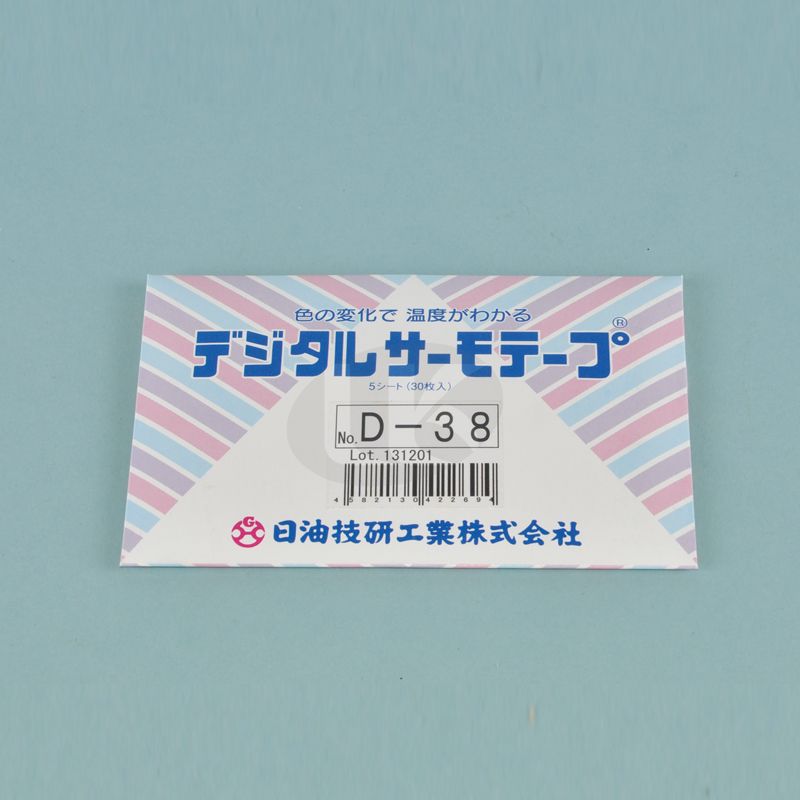 色の変化で 温度がわかる
デジタルサーモテープ®
5シート(30枚入)
No. D-38
Lot. 131201
4582130422694
G 日油技研工業株式会社